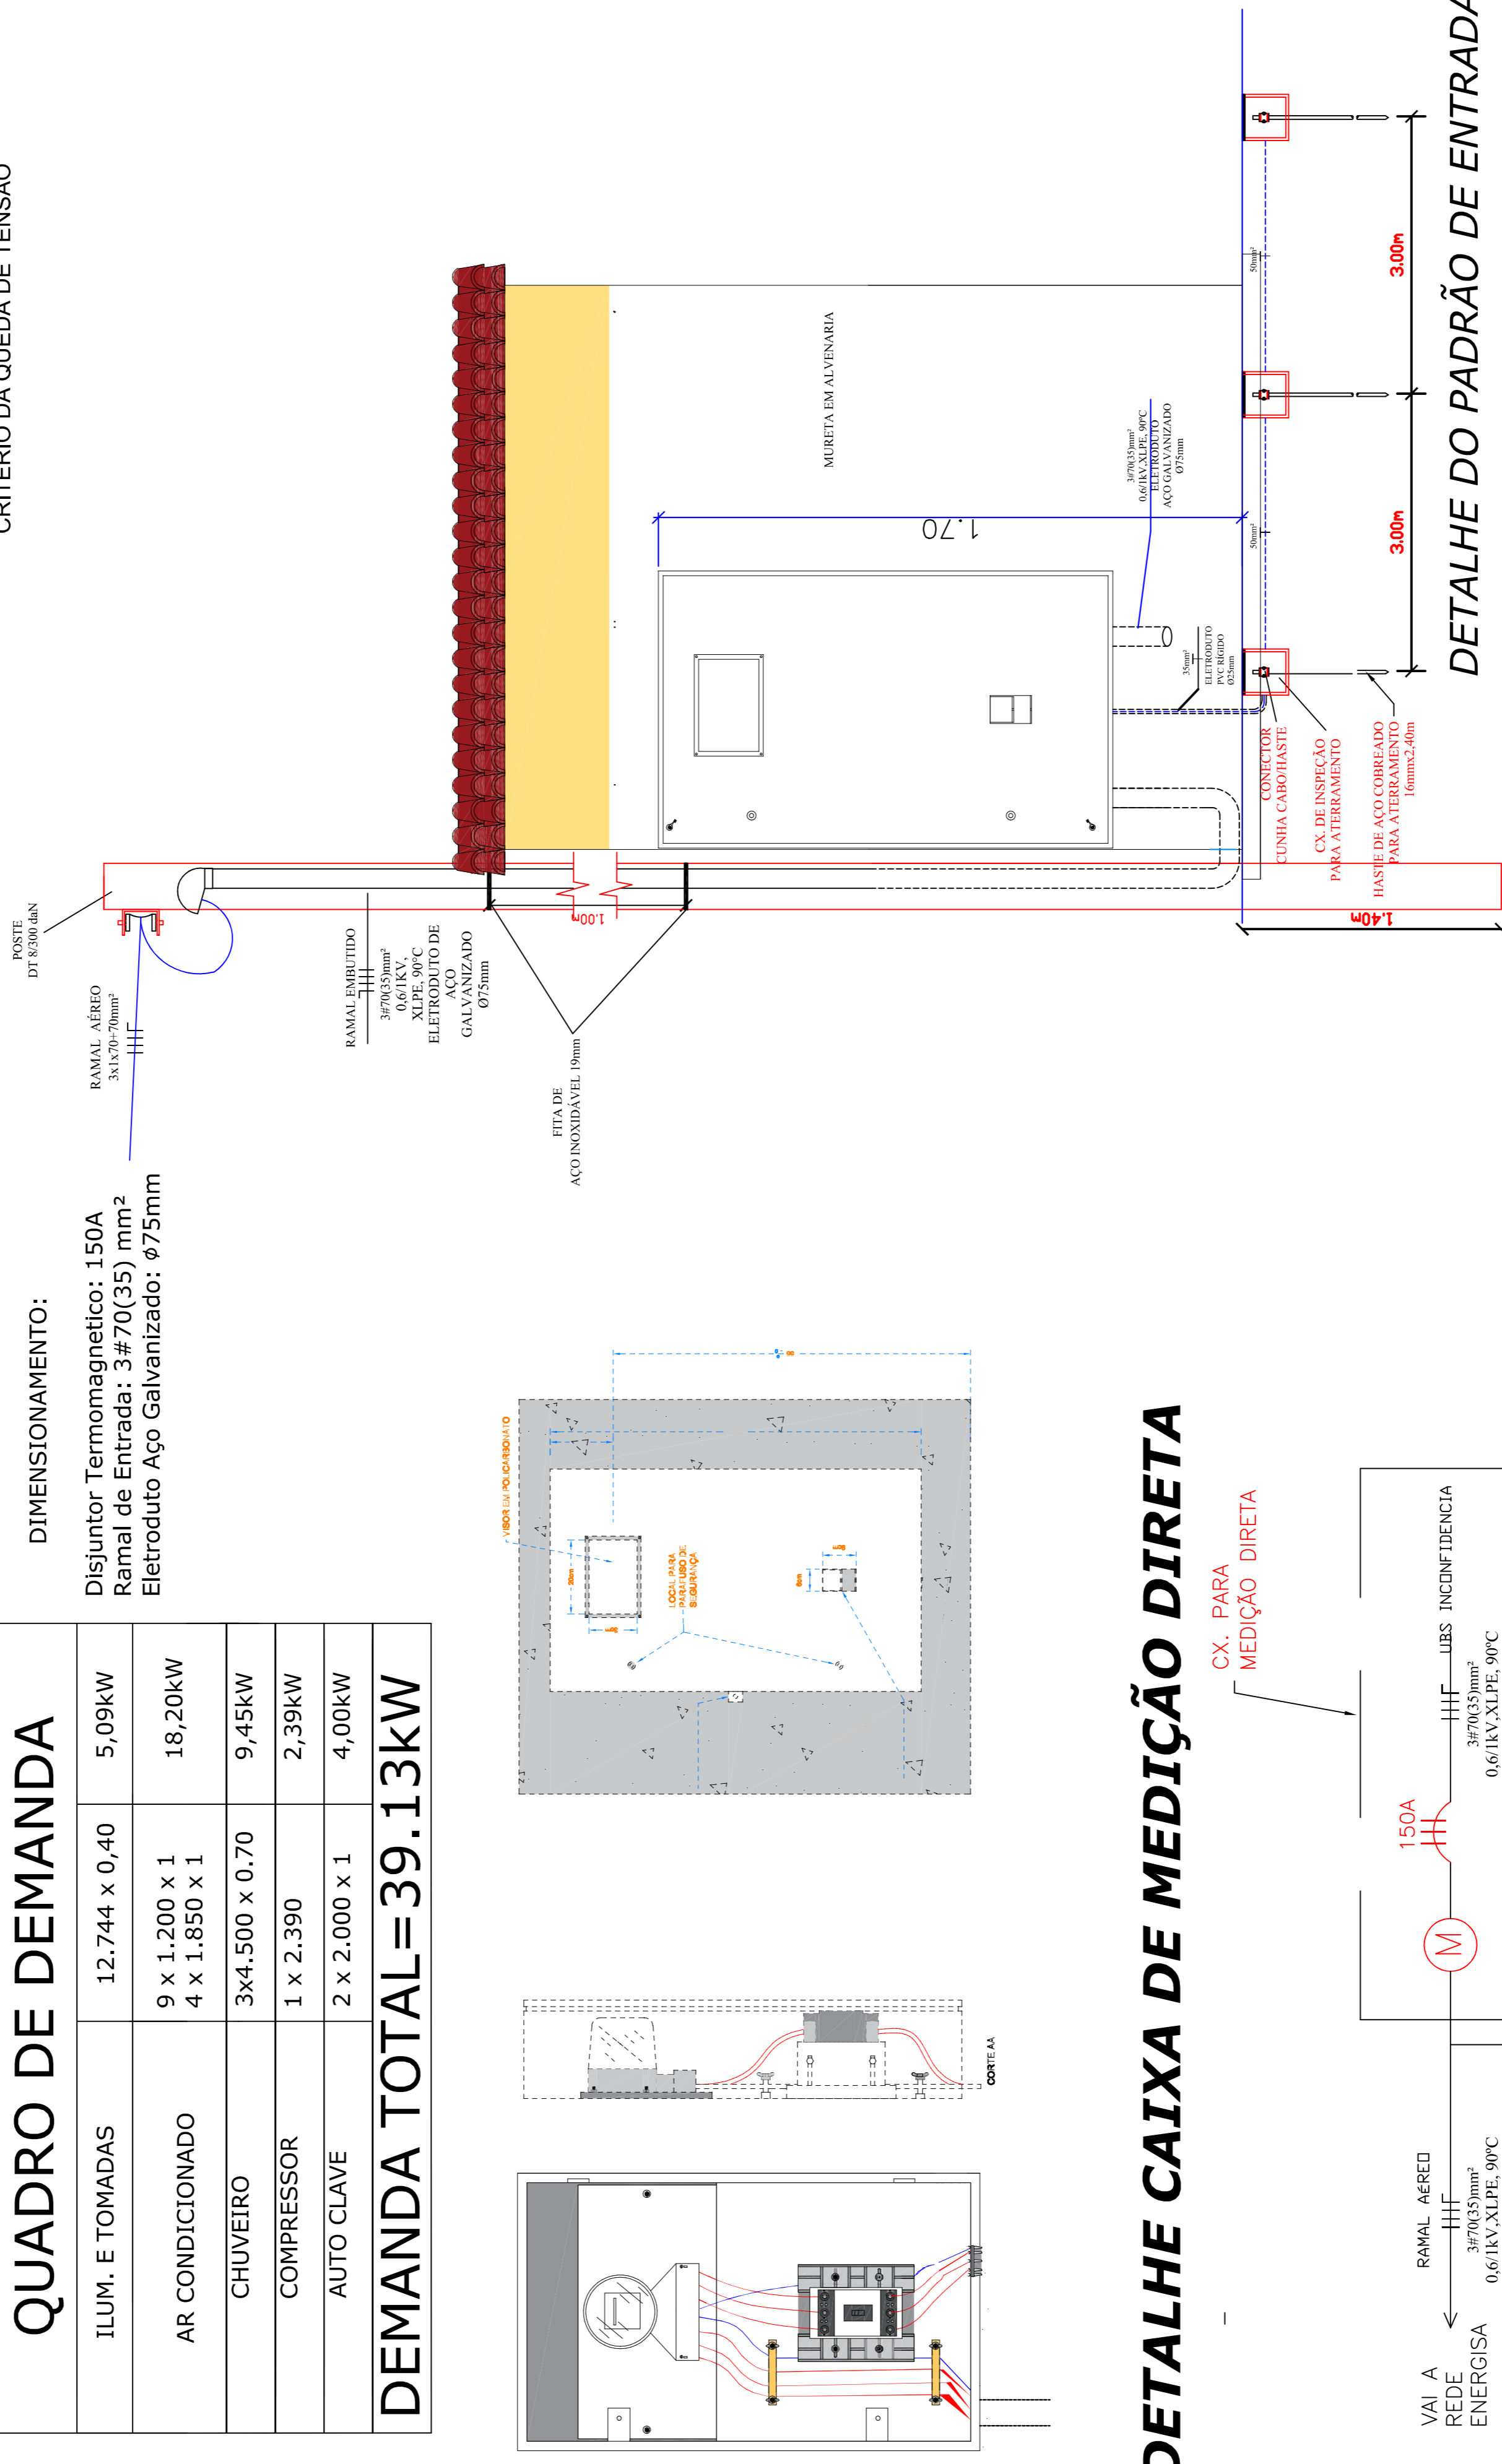 QUADRO DE DEMANDA
ILUM. E TOMADAS 12.744 x 0,40 5,09kW
AR CONDICIONADO 9 x 1.200 x 1 18,20kW
4 x 1.850 x 1
CHUVEIRO 3x4.500 x 0.70 9,45kW
COMPRESSOR 1 x 2.390 2,39kW
AUTO CLAVE 2 x 2.000 x 1 4,00kW
DEMANDA TOTAL=39.13kW
DIMENSIONAMENTO:
Disjuntor Termomagnetico: 150A
Ramal de Entrada: 3#70(35) mm²
Eletroduto Aço Galvanizado: ϕ75mm
CRITÉRIO DA QUEDA DE TENSÃO
POSTE
DT 8/300 daN
RAMAL AÉREO
3x1x70+70mm²
RAMAL EMBUTIDO
3#70(35)mm²
0,6/1KV,
XLPE, 90°C
ELETRODUTO DE
AÇO
GALVANIZADO
Ø75mm
FITA DE
AÇO INOXIDÁVEL 19mm
1.00m
MURETA EM ALVENARIA
1.70
3#70(35)mm²
0,6/1kV,XLPE, 90ºC
ELETRODUTO
AÇO GALVANIZADO
Ø75mm
35mm²
ELETRODUTO
PVC RÍGIDO
Ø25mm
50mm²
50mm²
CONECTOR
CUNHA CABO/HASTE
CX. DE INSPEÇÃO
PARA ATERRAMENTO
HASTE DE AÇO COBREADO
PARA ATERRAMENTO
16mmx2,40m
1.40m
3.00m
3.00m
DETALHE DO PADRÃO DE ENTRADA
CORTE AA
VISOR EM POLICARBONATO
20cm
LOCAL PARA
PARAFUSO DE
SEGURANÇA
DETALHE CAIXA DE MEDIÇÃO DIRETA
CX. PARA
MEDIÇÃO DIRETA
VAI A
REDE
ENERGISA
RAMAL AÉREO
3#70(35)mm²
0,6/1kV,XLPE, 90ºC
M
150A
UBS INCONFIDENCIA
3#70(35)mm²
0,6/1kV,XLPE, 90ºC